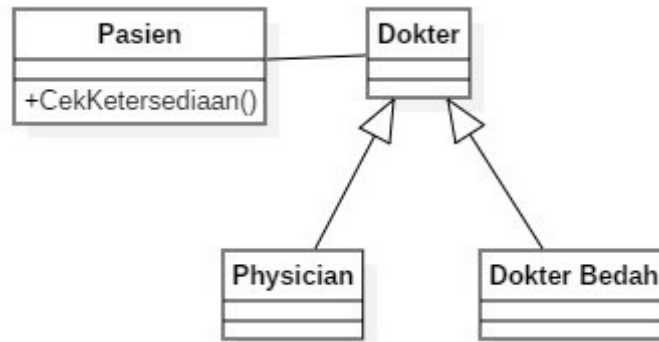 Pasien
+CekKetersediaan()
Dokter
Physician
Dokter Bedah